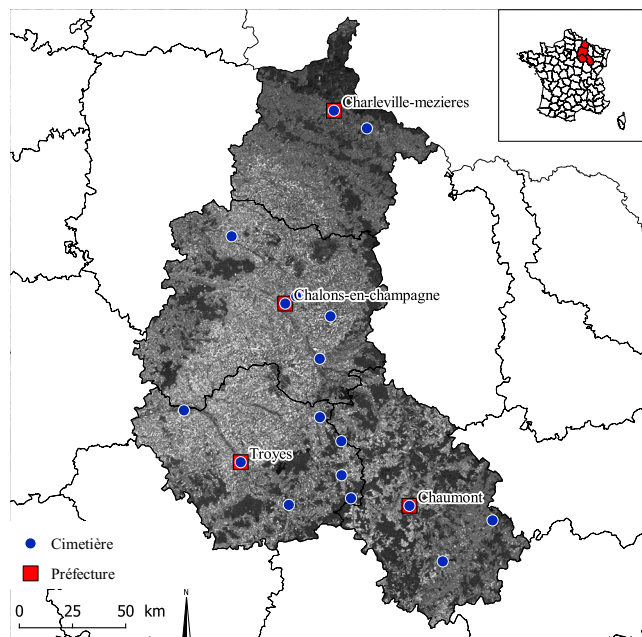 Charleville-mezieres
Chalons-en-champagne
Troyes
Chaumont
Cimetière
Préfecture
0 25 50 km
N